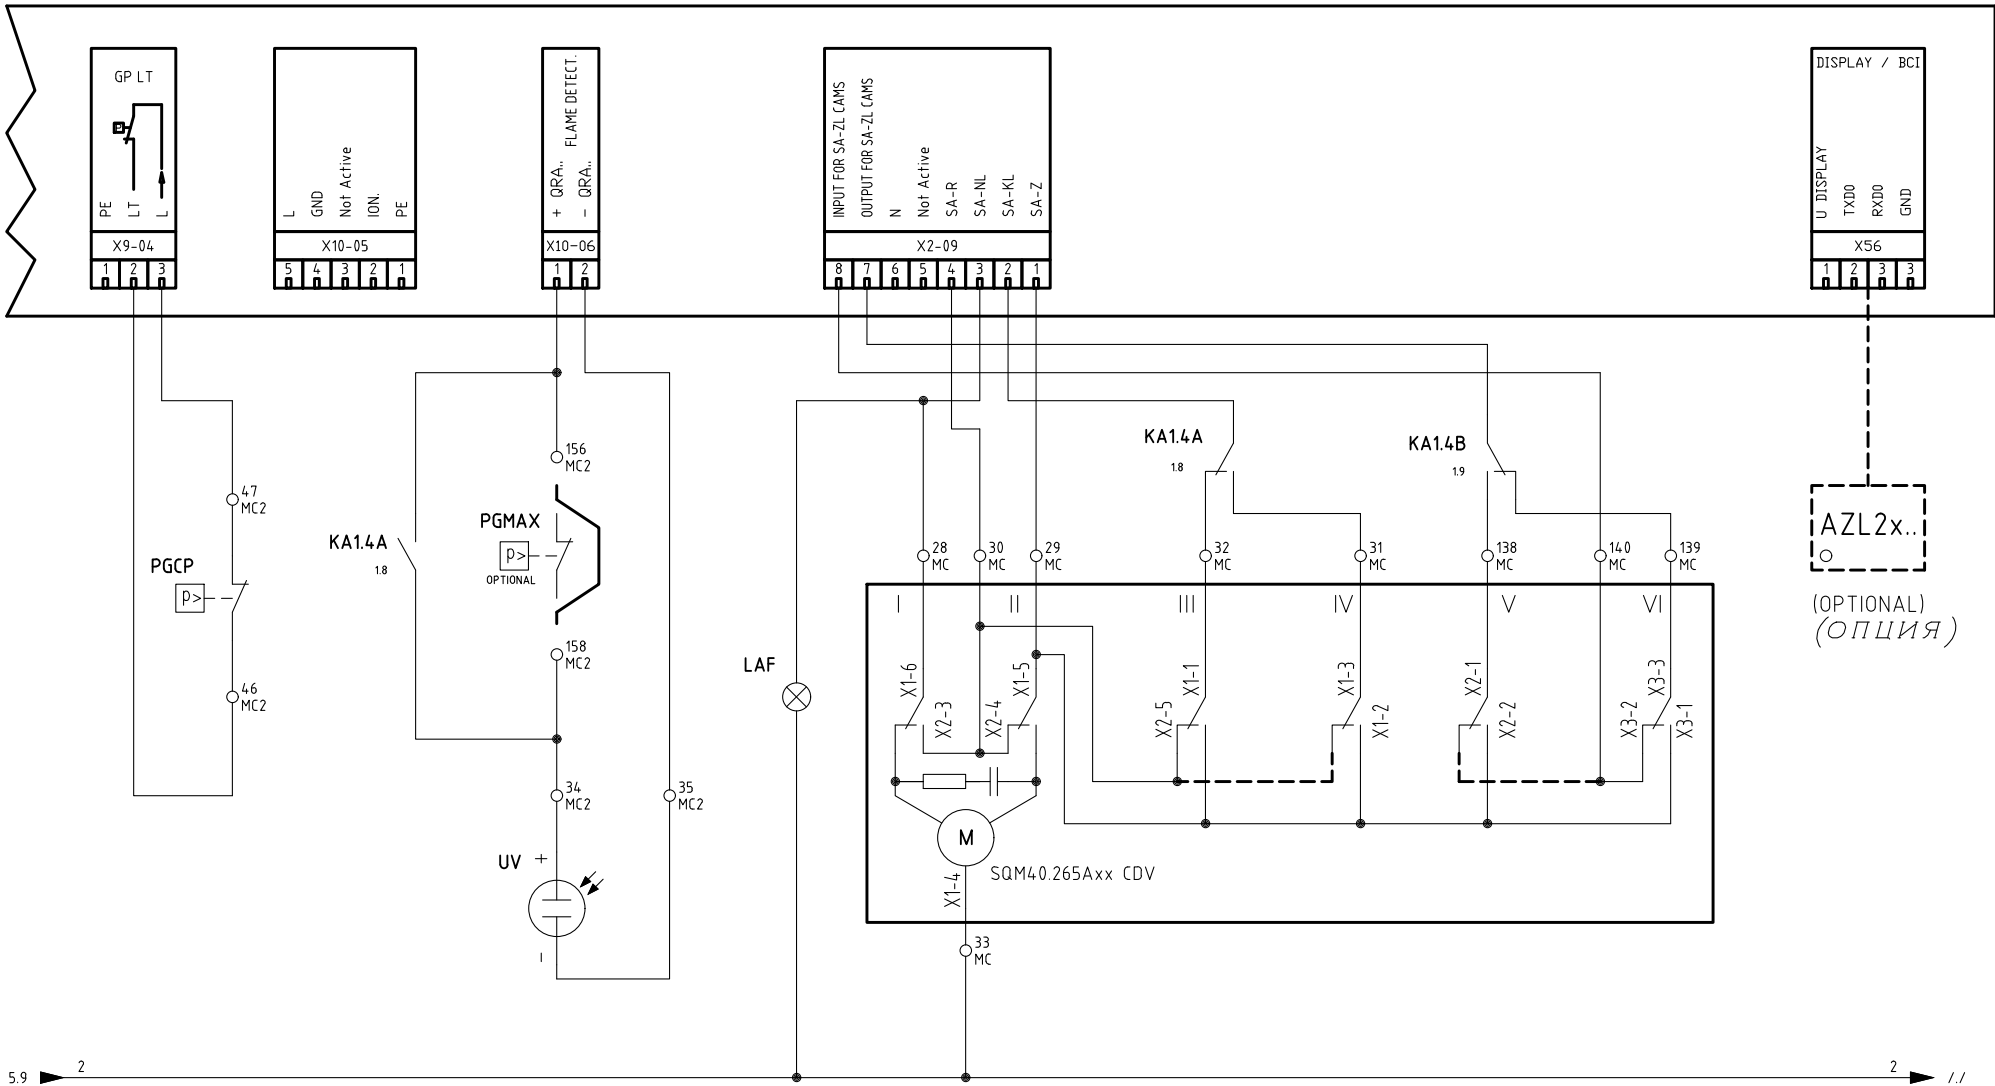 GP LT
P
PE
LT
L
X9-04
1 2 3
L
GND
Not Active
ION.
PE
X10-05
5 4 3 2 1
FLAME DETECT.
+ QRA..
- QRA..
X10-06
1 2
INPUT FOR SA-ZL CAMS
OUTPUT FOR SA-ZL CAMS
N
Not Active
SA-R
SA-NL
SA-KL
SA-Z
X2-09
8 7 6 5 4 3 2 1
DISPLAY / BCI
U DISPLAY
TXD0
RXD0
GND
X56
1 2 3 3
47
MC2
PGCP
P>
46
MC2
KA1.4A
1.8
156
MC2
PGMAX
P>
OPTIONAL
158
MC2
34
MC2
35
MC2
UV
+
-
LAF
KA1.4A
1.8
KA1.4B
1.9
28
MC
30
MC
29
MC
32
MC
31
MC
138
MC
140
MC
139
MC
I
II
III
IV
V
VI
X1-6
X2-3
X2-4
X1-5
X2-5
X1-1
X1-3
X1-2
X2-1
X2-2
X3-2
X3-3
X3-1
M
SQM40.265Axx CDV
X1-4
33
MC
AZL2x..
(OPTIONAL)
(ОПЦИЯ)
5.9
2
2
/./